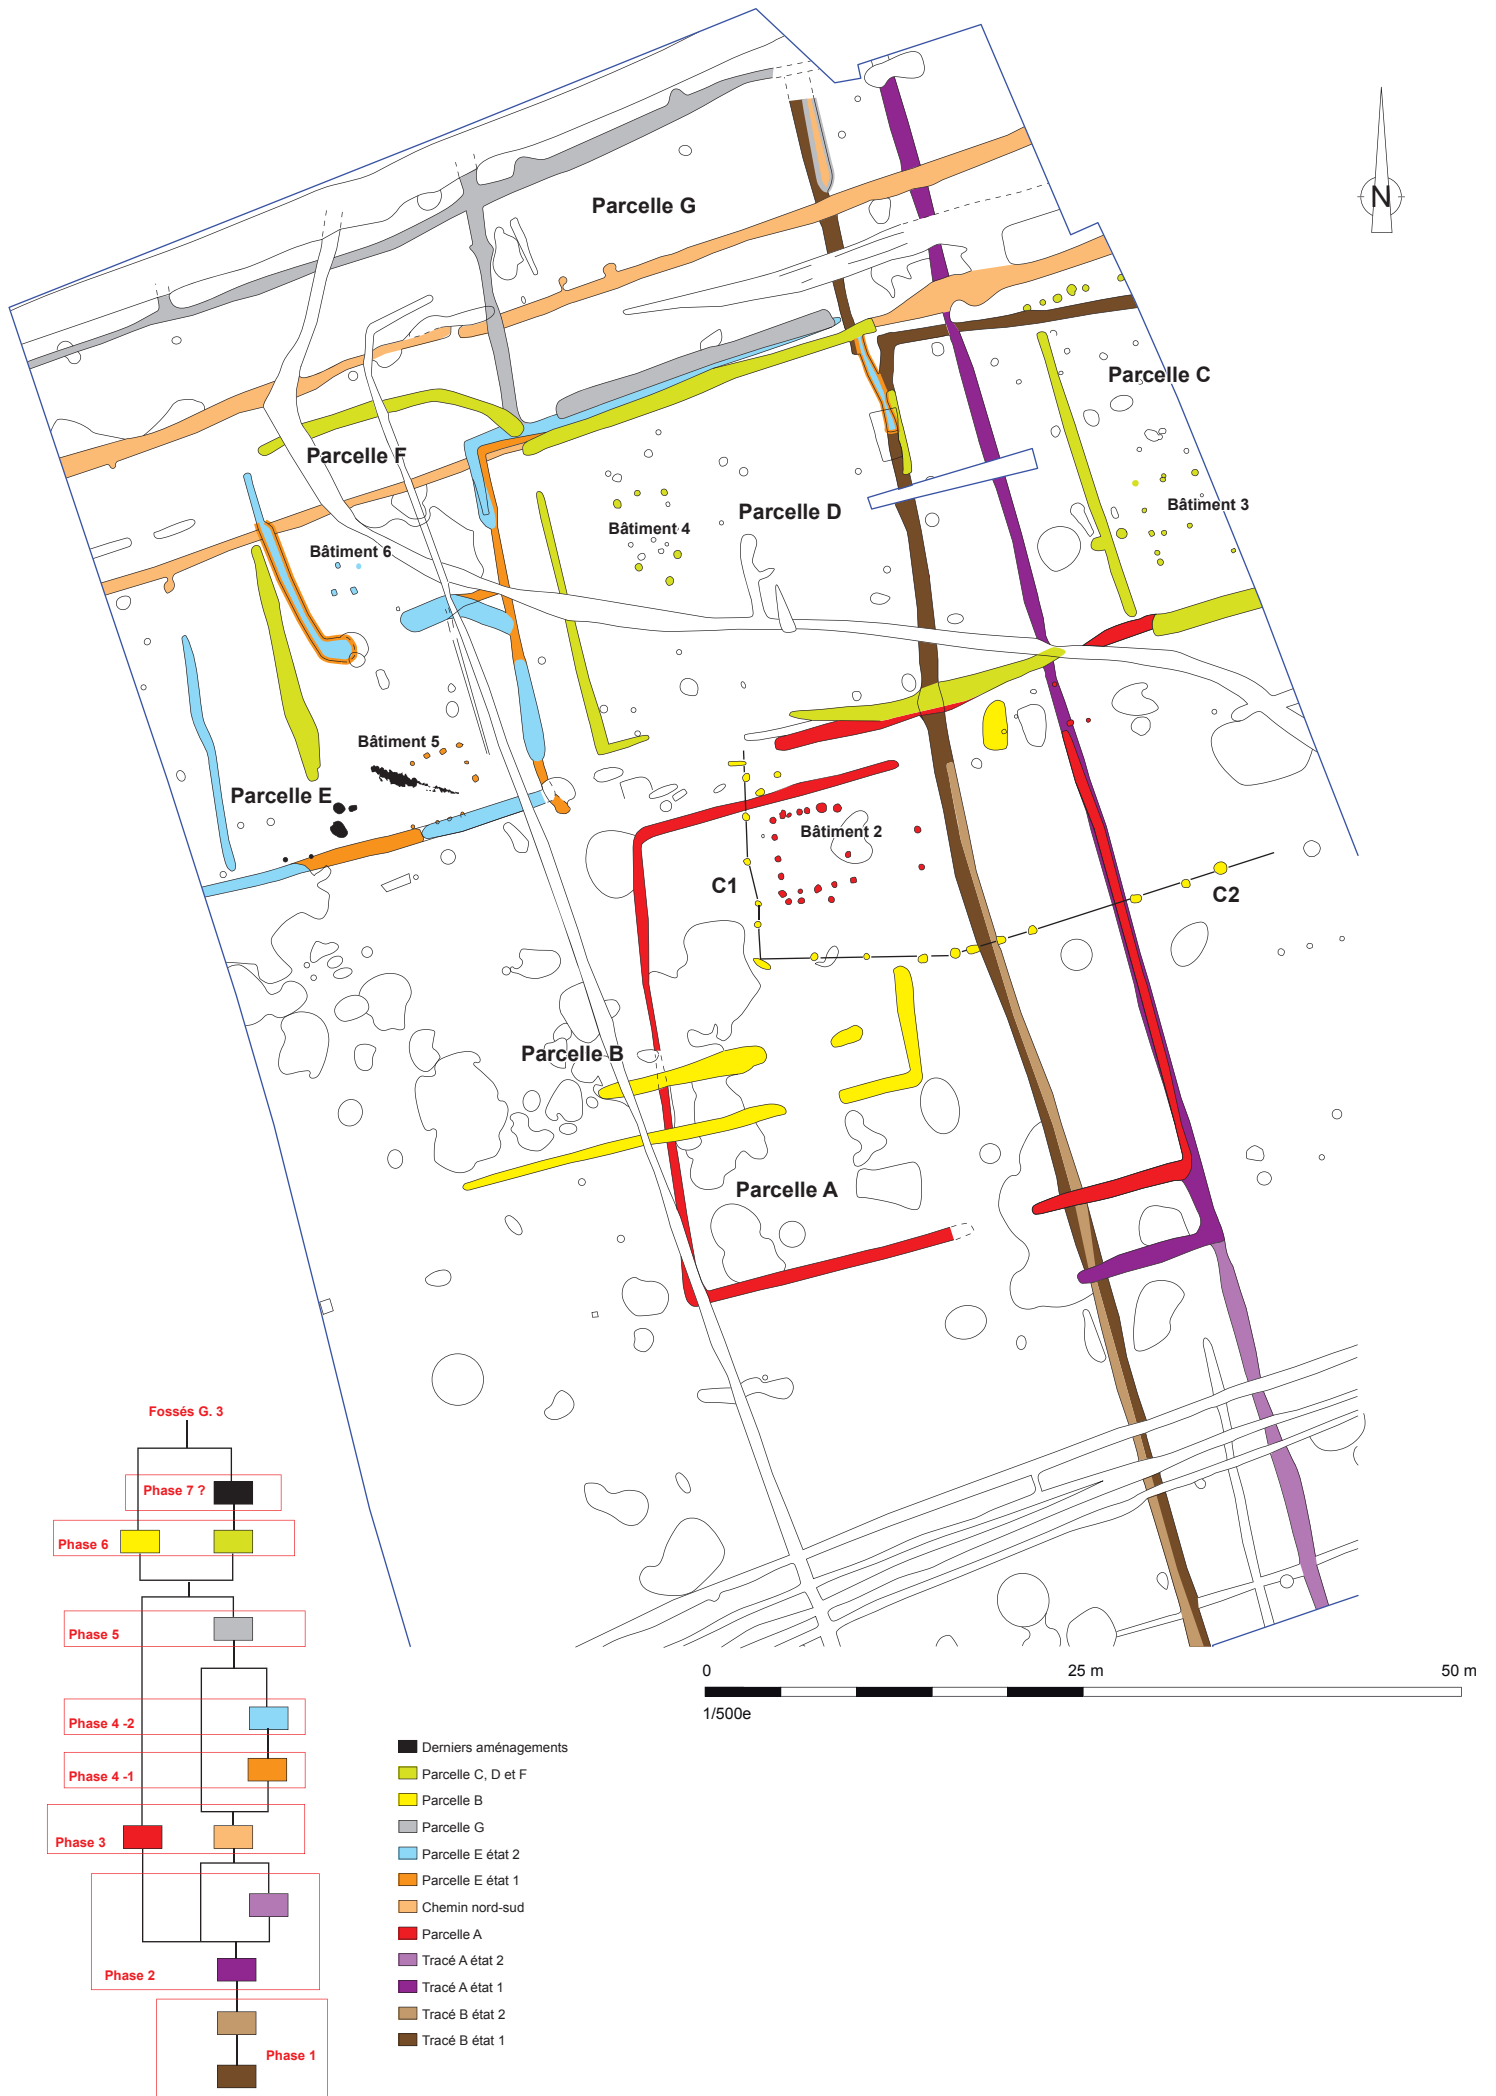 N
Parcelle G
Parcelle C
Parcelle F
Bâtiment 3
Parcelle D
Bâtiment 4
Bâtiment 6
Bâtiment 5
Parcelle E
Bâtiment 2
C1
C2
Parcelle B
Parcelle A
Fossés G. 3
Phase 7 ?
Phase 6
Phase 5
Phase 4 -2
Phase 4 -1
Phase 3
Phase 2
Phase 1
0 25 m 50 m
1/500e
Derniers aménagements
Parcelle C, D et F
Parcelle B
Parcelle G
Parcelle E état 2
Parcelle E état 1
Chemin nord-sud
Parcelle A
Tracé A état 2
Tracé A état 1
Tracé B état 2
Tracé B état 1